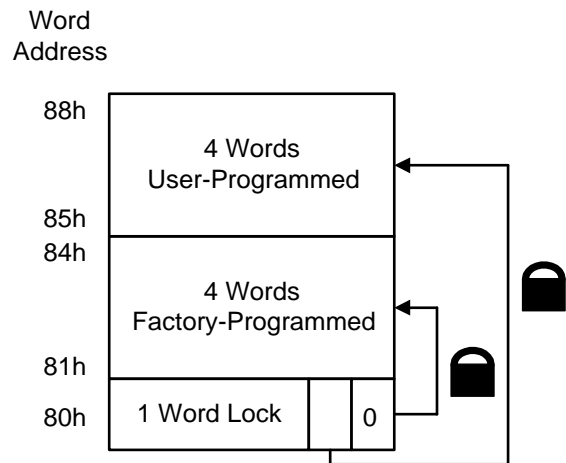 Word
Address
88h
4 Words
User-Programmed
85h
84h
4 Words
Factory-Programmed
81h
80h
1 Word Lock
0